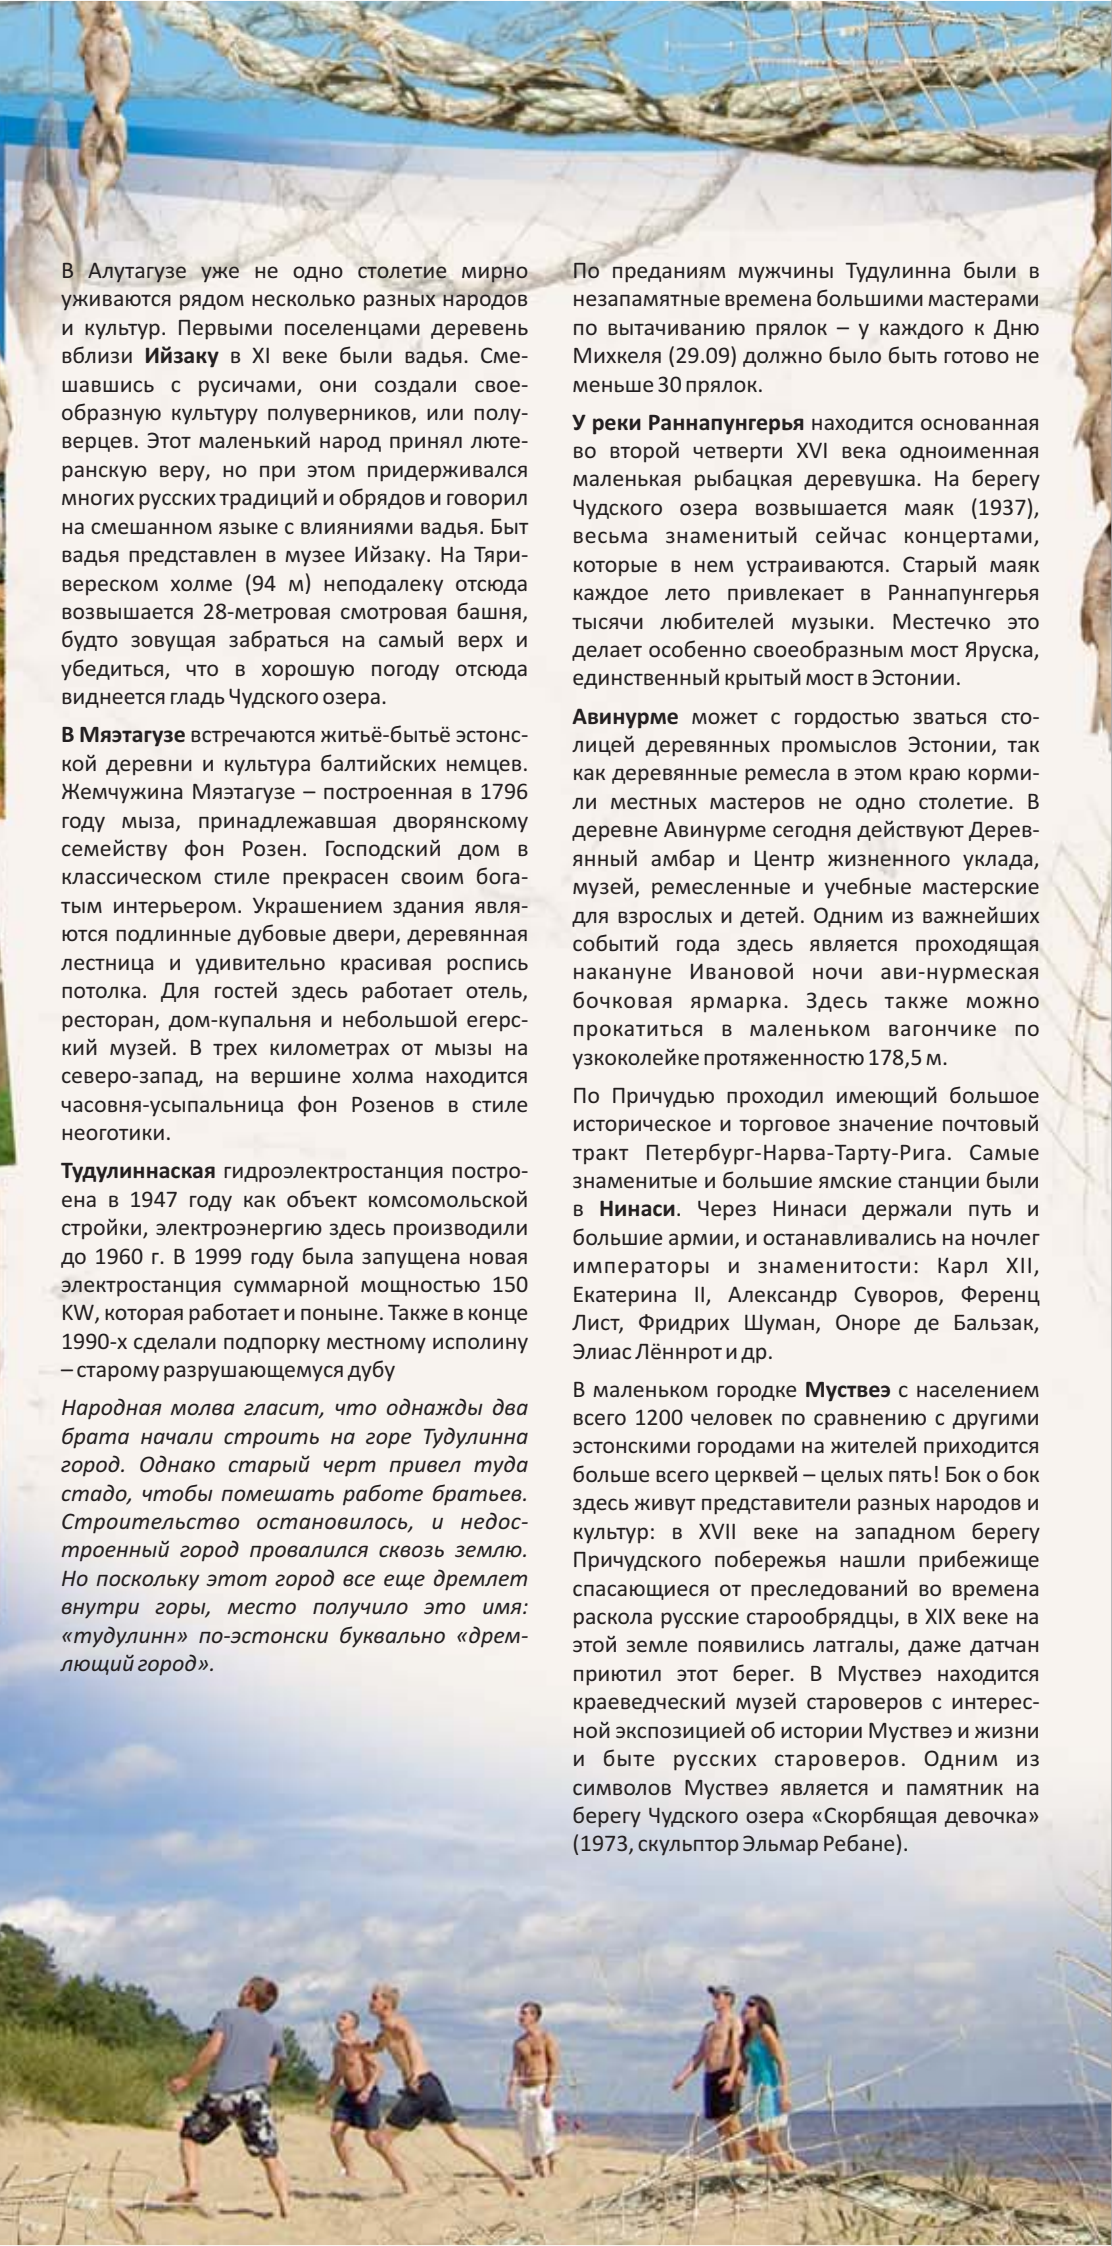 В Алутагузе уже не одно столетие мирно
уживаются рядом несколько разных народов
и культур. Первыми поселенцами деревень
вблизи Ийзаку в XI веке были вадья. Сме-
шавшись с русичами, они создали свое-
образную культуру полуверников, или полу-
верцев. Этот маленький народ принял люте-
ранскую веру, но при этом придерживался
многих русских традиций и обрядов и говорил
на смешанном языке с влияниями вадья. Быт
вадья представлен в музее Ийзаку. На Тяри-
вереском холме (94 м) неподалеку отсюда
возвышается 28-метровая смотровая башня,
будто зовущая забраться на самый верх и
убедиться, что в хорошую погоду отсюда
виднеется гладь Чудского озера.
В Мяэтагузе встречаются житьё-бытьё эстонс-
кой деревни и культура балтийских немцев.
Жемчужина Мяэтагузе – построенная в 1796
году мыза, принадлежавшая дворянскому
семейству фон Розен. Господский дом в
классическом стиле прекрасен своим бога-
тым интерьером. Украшением здания явля-
ются подлинные дубовые двери, деревянная
лестница и удивительно красивая роспись
потолка. Для гостей здесь работает отель,
ресторан, дом-купальня и небольшой егерс-
кий музей. В трех километрах от мызы на
северо-запад, на вершине холма находится
часовня-усыпальница фон Розенов в стиле
неоготики.
Тудулиннаская гидроэлектростанция постро-
ена в 1947 году как объект комсомольской
стройки, электроэнергию здесь производили
до 1960 г. В 1999 году была запущена новая
электростанция суммарной мощностью 150
KW, которая работает и поныне. Также в конце
1990-х сделали подпорку местному исполину
– старому разрушающемуся дубу
Народная молва гласит, что однажды два
брата начали строить на горе Тудулинна
город. Однако старый черт привел туда
стадо, чтобы помешать работе братьев.
Строительство остановилось, и недос-
троенный город провалился сквозь землю.
Но поскольку этот город все еще дремлет
внутри горы, место получило это имя:
«тудулинн» по-эстонски буквально «дрем-
лющий город».
По преданиям мужчины Тудулинна были в
незапамятные времена большими мастерами
по вытачиванию прялок – у каждого к Дню
Михкеля (29.09) должно было быть готово не
меньше 30 прялок.
У реки Раннапунгерья находится основанная
во второй четверти XVI века одноименная
маленькая рыбацкая деревушка. На берегу
Чудского озера возвышается маяк (1937),
весьма знаменитый сейчас концертами,
которые в нем устраиваются. Старый маяк
каждое лето привлекает в Раннапунгерья
тысячи любителей музыки. Местечко это
делает особенно своеобразным мост Яруска,
единственный крытый мост в Эстонии.
Авинурме может с гордостью зваться сто-
лицей деревянных промыслов Эстонии, так
как деревянные ремесла в этом краю корми-
ли местных мастеров не одно столетие. В
деревне Авинурме сегодня действуют Дерев-
янный амбар и Центр жизненного уклада,
музей, ремесленные и учебные мастерские
для взрослых и детей. Одним из важнейших
событий года здесь является проходящая
накануне Ивановой ночи ави-нурмеская
бочковая ярмарка. Здесь также можно
прокатиться в маленьком вагончике по
узкоколейке протяженностью 178,5 м.
По Причудью проходил имеющий большое
историческое и торговое значение почтовый
тракт Петербург-Нарва-Тарту-Рига. Самые
знаменитые и большие ямские станции были
в Нинаси. Через Нинаси держали путь и
большие армии, и останавливались на ночлег
императоры и знаменитости: Карл XII,
Екатерина II, Александр Суворов, Ференц
Лист, Фридрих Шуман, Оноре де Бальзак,
Элиас Лённрот и др.
В маленьком городке Муствеэ с населением
всего 1200 человек по сравнению с другими
эстонскими городами на жителей приходится
больше всего церквей – целых пять! Бок о бок
здесь живут представители разных народов и
культур: в XVII веке на западном берегу
Причудского побережья нашли прибежище
спасающиеся от преследований во времена
раскола русские старообрядцы, в XIX веке на
этой земле появились латгалы, даже датчан
приютил этот берег. В Муствеэ находится
краеведческий музей староверов с интерес-
ной экспозицией об истории Муствеэ и жизни
и быте русских староверов. Одним из
символов Муствеэ является и памятник на
берегу Чудского озера «Скорбящая девочка»
(1973, скульптор Эльмар Ребане).